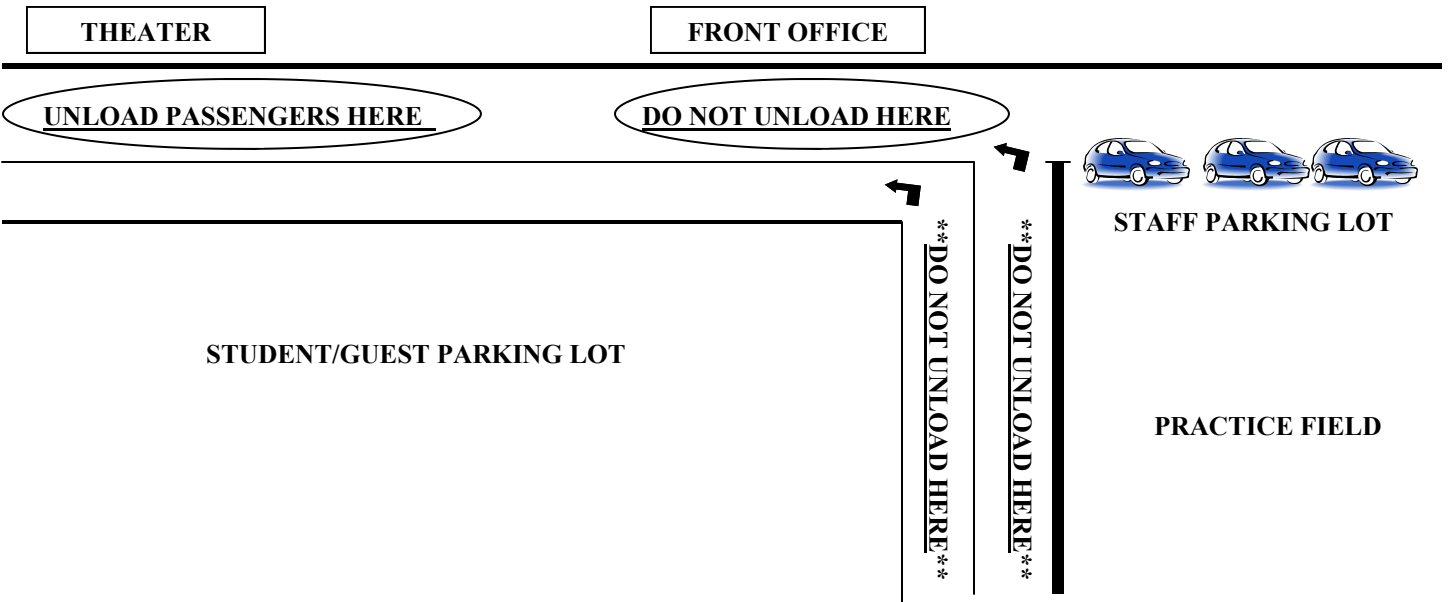 THEATER
FRONT OFFICE
UNLOAD PASSENGERS HERE
DO NOT UNLOAD HERE
STAFF PARKING LOT
**DO NOT UNLOAD HERE**
**DO NOT UNLOAD HERE**
STUDENT/GUEST PARKING LOT
PRACTICE FIELD